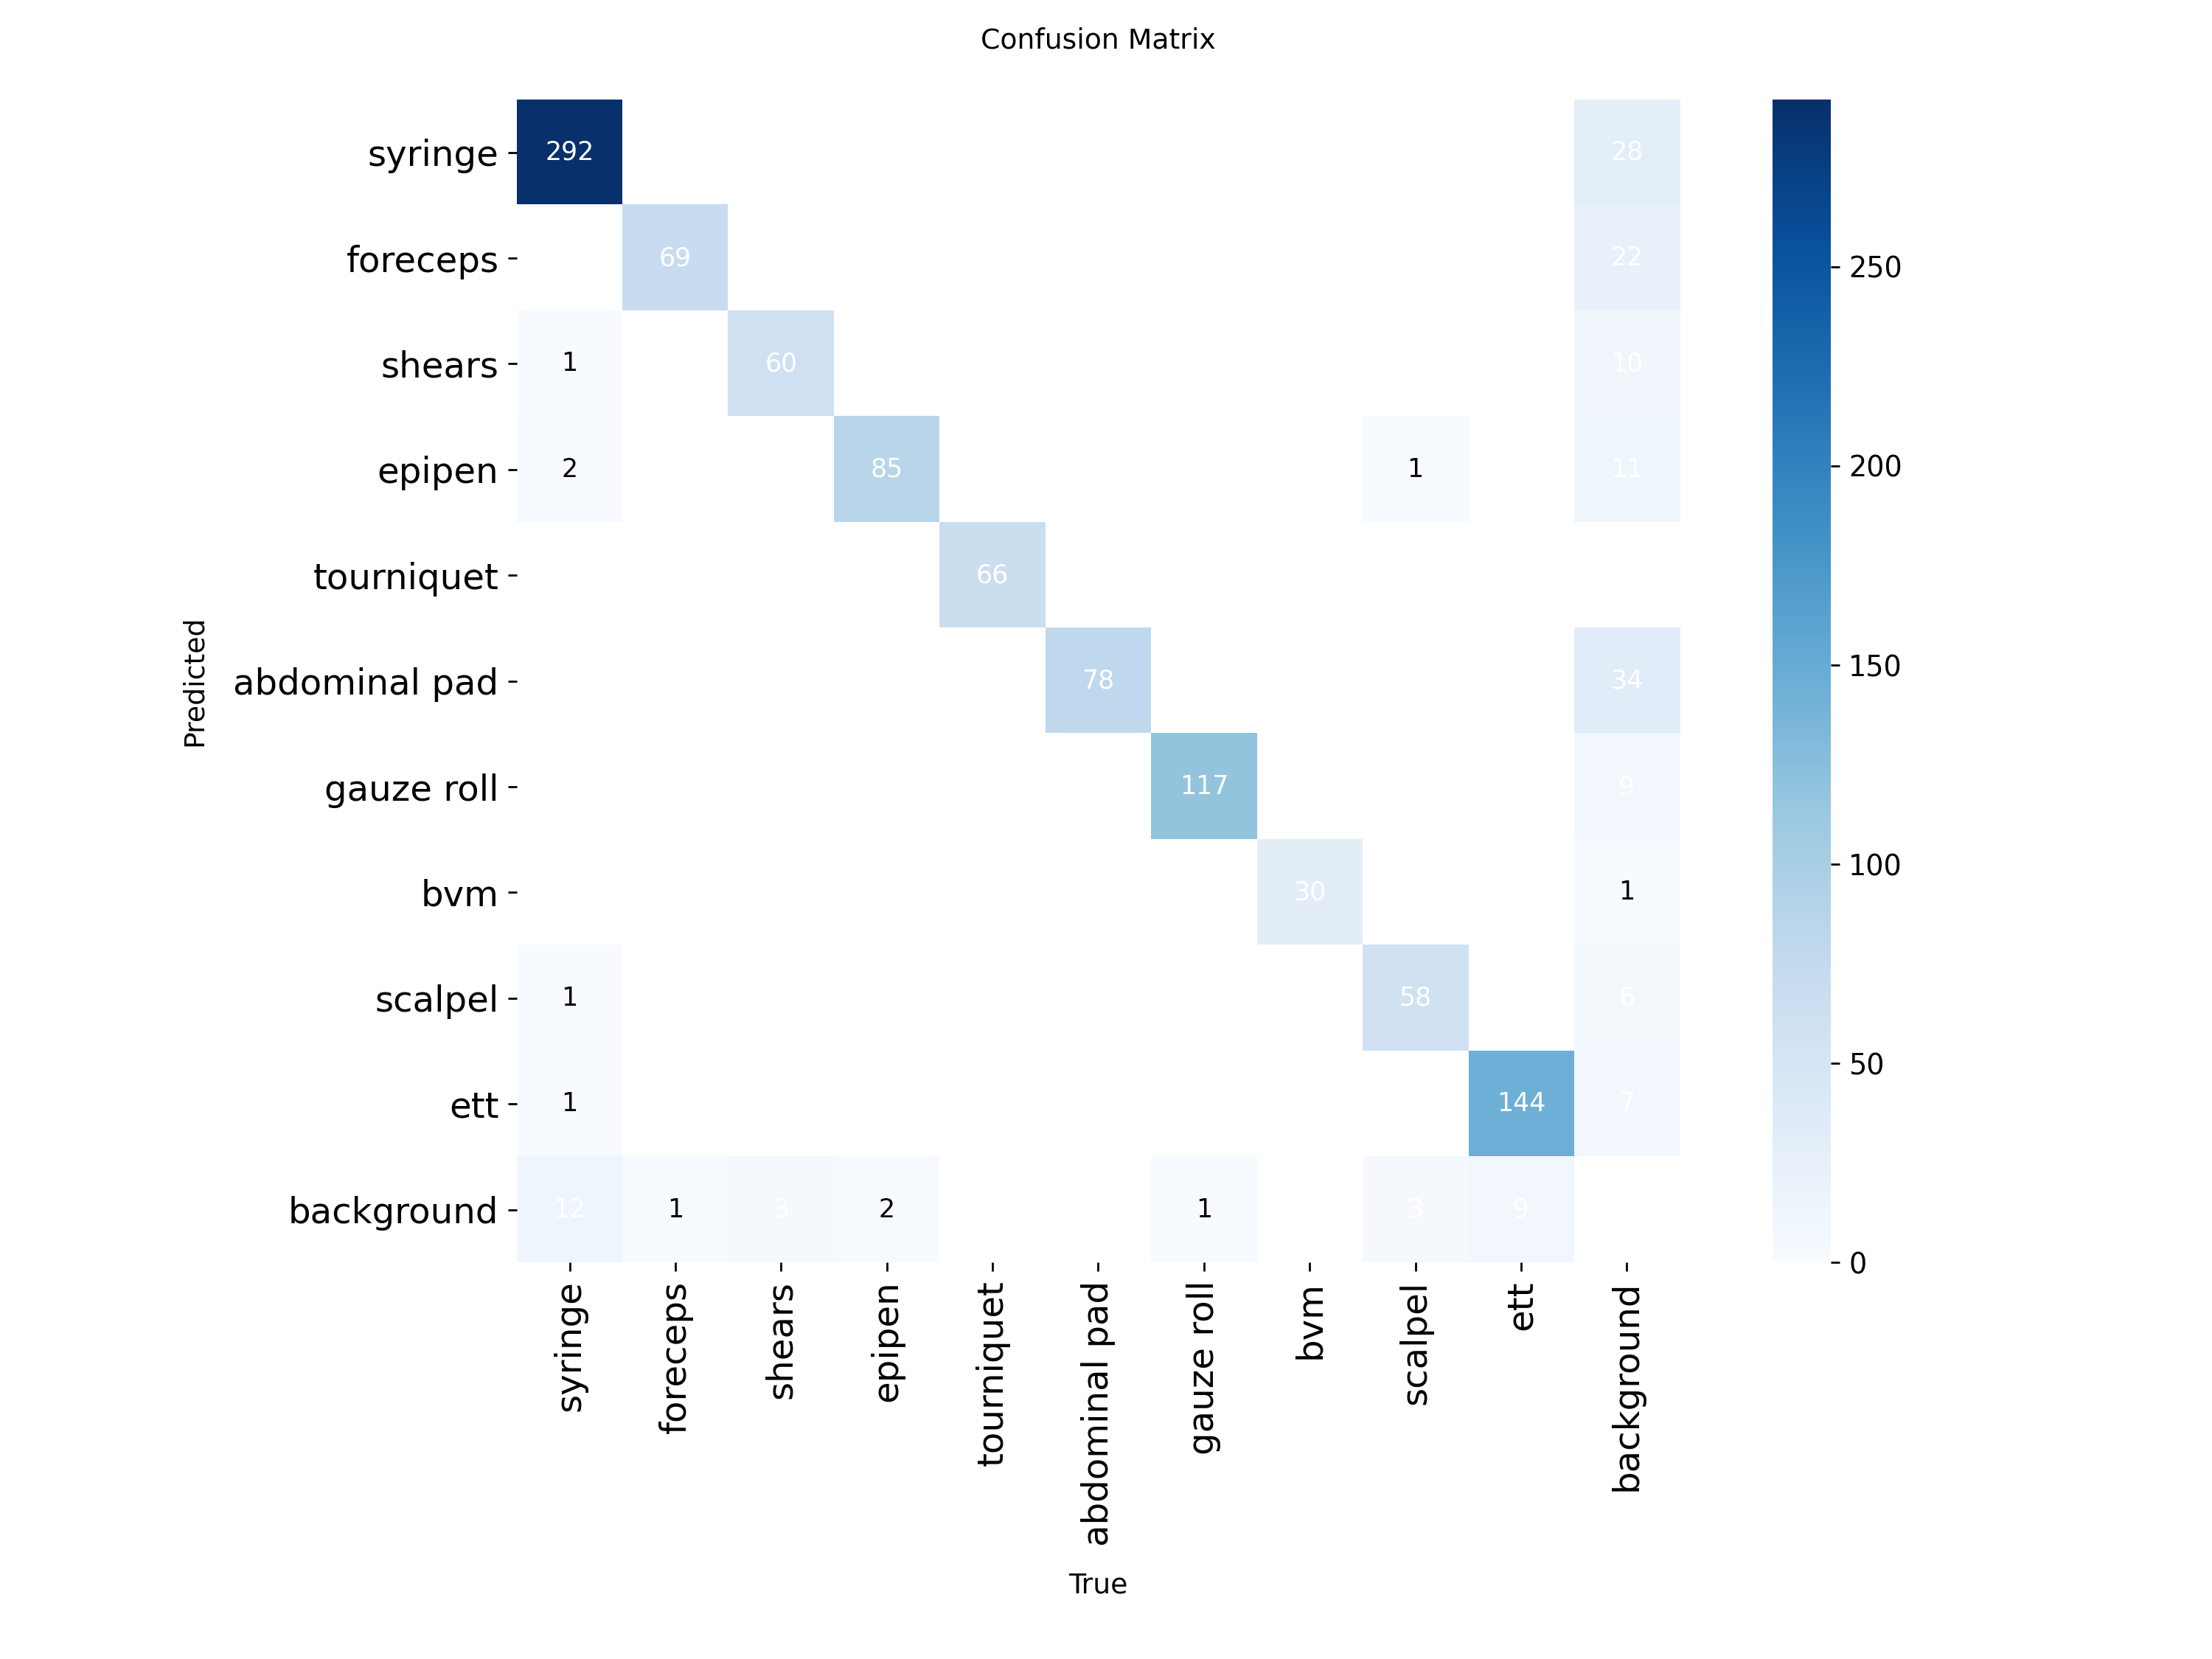 Confusion Matrix
syringe 292 28
foreceps 69 22
250
shears 1 60 10
epipen 2 85 1 11
200
tourniquet 66
Predicted
abdominal pad 78 34
150
gauze roll 117 9
100
bvm 30 1
scalpel 1 58 6
50
ett 1 144 7
background 12 1 3 2 1 3 9
0
syringe
foreceps
shears
epipen
tourniquet
abdominal pad
gauze roll
bvm
scalpel
ett
background
True